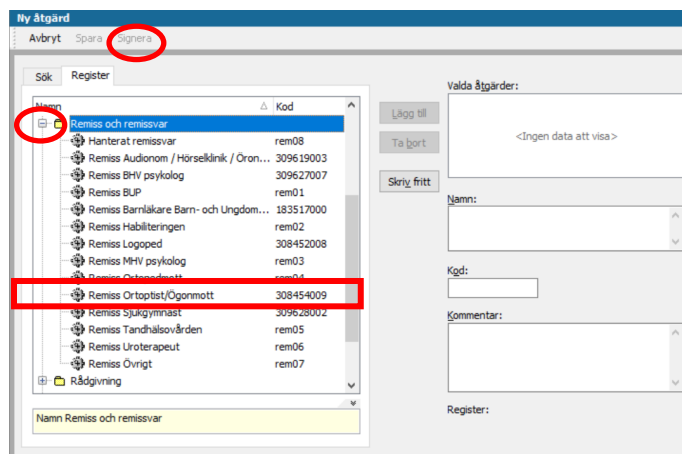 Ny åtgärd
Avbryt Spara Signera
Sök Register
Namn Kod
Remiss och remissvar
Hanterat remissvar rem08
Remiss Audionom / Hörselklinik / Öron... 309619003
Remiss BHV psykolog 309627007
Remiss BUP rem01
Remiss Barnläkare Barn- och Ungdom... 183517000
Remiss Habiliteringen rem02
Remiss Logoped 308452008
Remiss MHV psykolog rem03
Remiss Ortopedmott rem04
Remiss Ortoptist/Ögonmott 308454009
Remiss Sjukgymnast 309628002
Remiss Tandhälsovården rem05
Remiss Uroterapeut rem06
Remiss Övrigt rem07
Rådgivning
Namn Remiss och remissvar
Lägg till
Ta bort
Skriv fritt
Valda åtgärder:
<Ingen data att visa>
Namn:
Kod:
Kommentar:
Register: